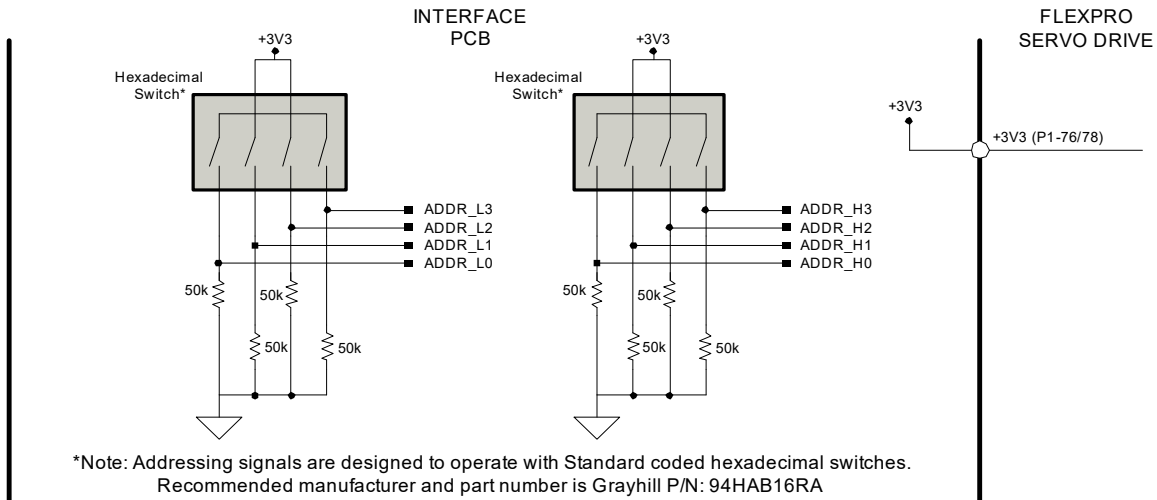 INTERFACE
PCB
FLEXPRO
SERVO DRIVE
+3V3
Hexadecimal
Switch*
+3V3
Hexadecimal
Switch*
+3V3
+3V3 (P1-76/78)
ADDR_L3
ADDR_L2
ADDR_L1
ADDR_L0
ADDR_H3
ADDR_H2
ADDR_H1
ADDR_H0
50k
50k
50k
50k
50k
50k
50k
50k
*Note: Addressing signals are designed to operate with Standard coded hexadecimal switches.
Recommended manufacturer and part number is Grayhill P/N: 94HAB16RA